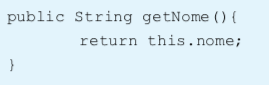 public String getNome(){
        return this.nome;
}